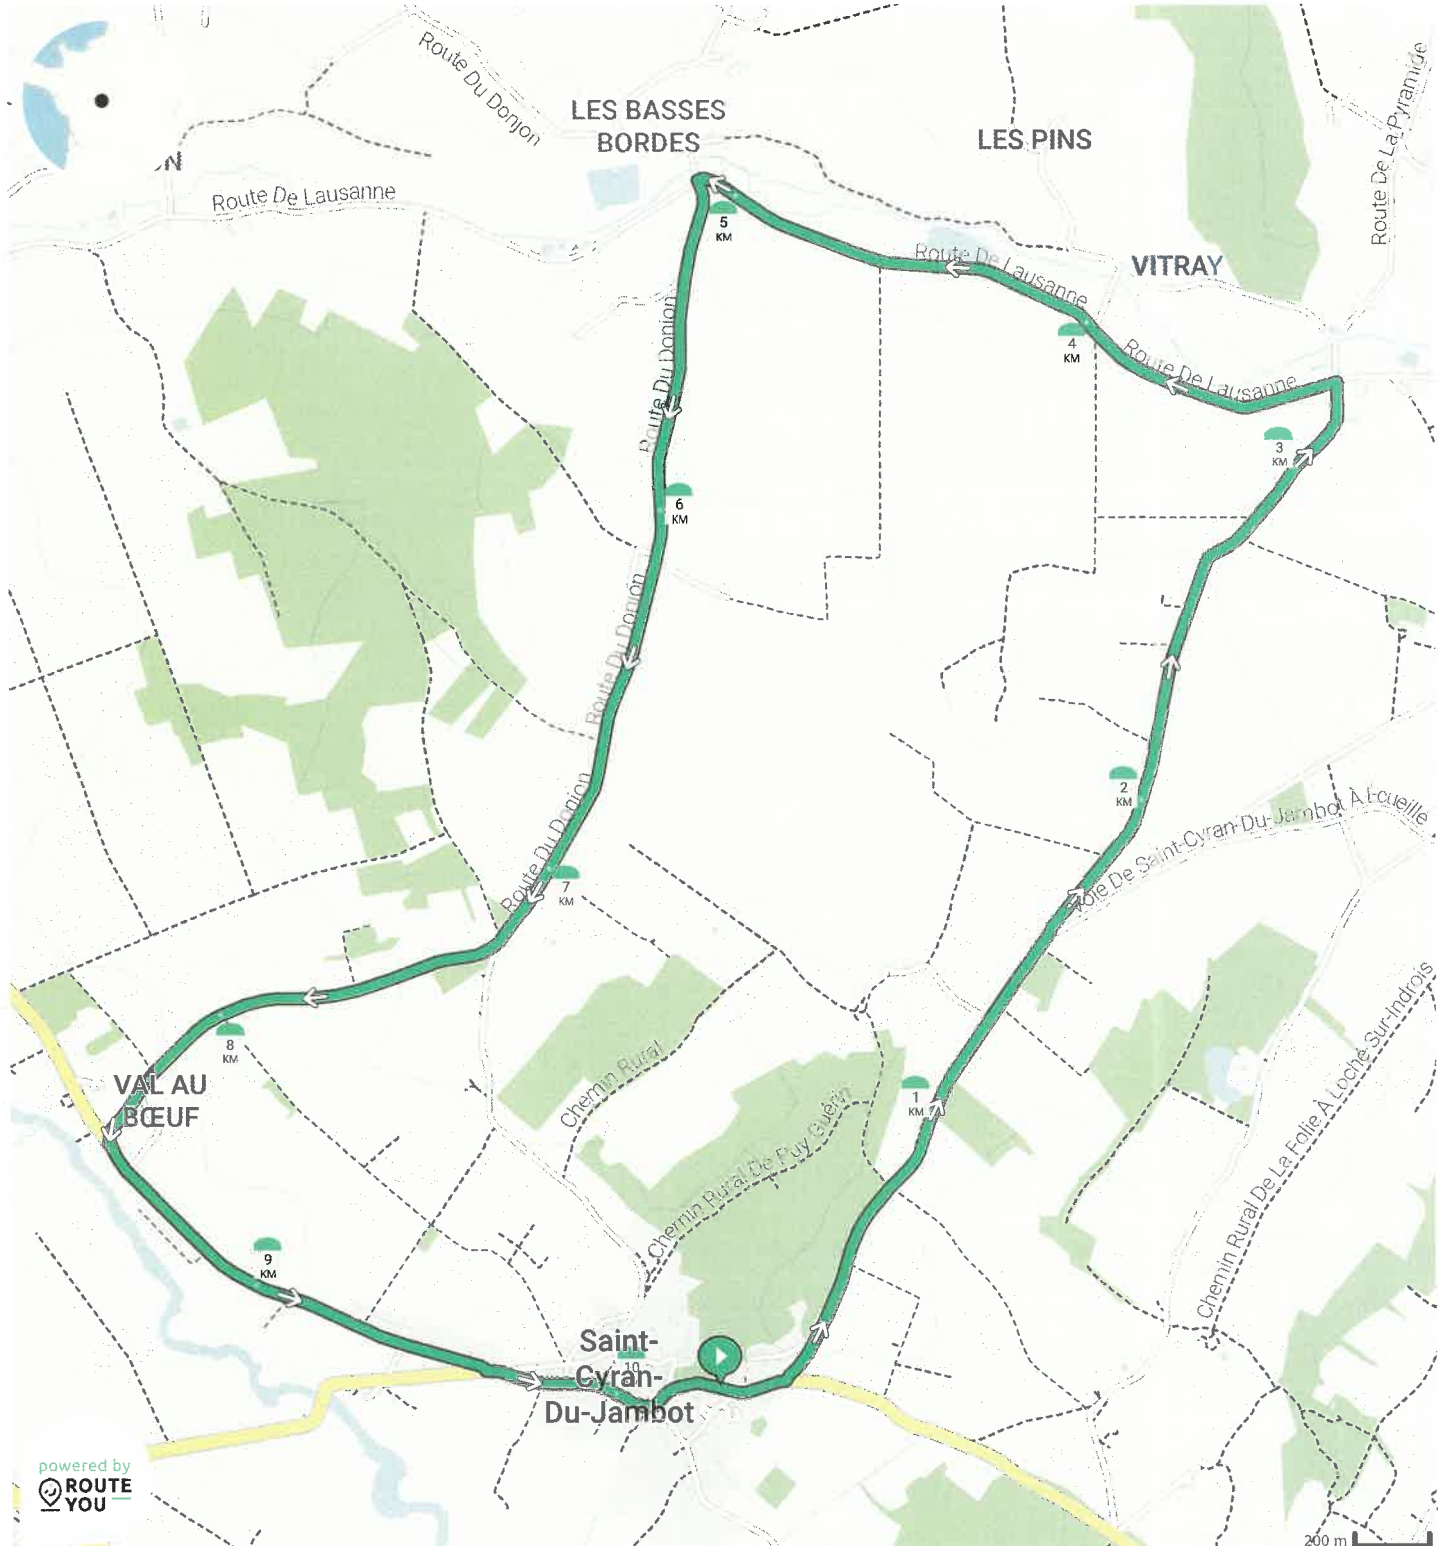 Route Du Donjon
LES BASSES
BORDES
LES PINS
Route De La Pyramide
N
Route De Lausanne
5
KM
Route De Lausanne
VITRAY
4
KM
Route De Lausanne
Route Du Donjon
3
KM
6
KM
Route Du Donjon
2
KM
Voie De Saint-Cyran-Du-Jambot À Écueille
Route Du Donjon
7
KM
8
KM
Chemin Rural
1
KM
Chemin Rural De La Folie À Loche-Sur-Indrois
VAL AU
BŒUF
Chemin Rural De Puy Guérin
9
KM
Saint-
Cyran-
Du-Jambot
10
powered by
ROUTE
YOU
200 m